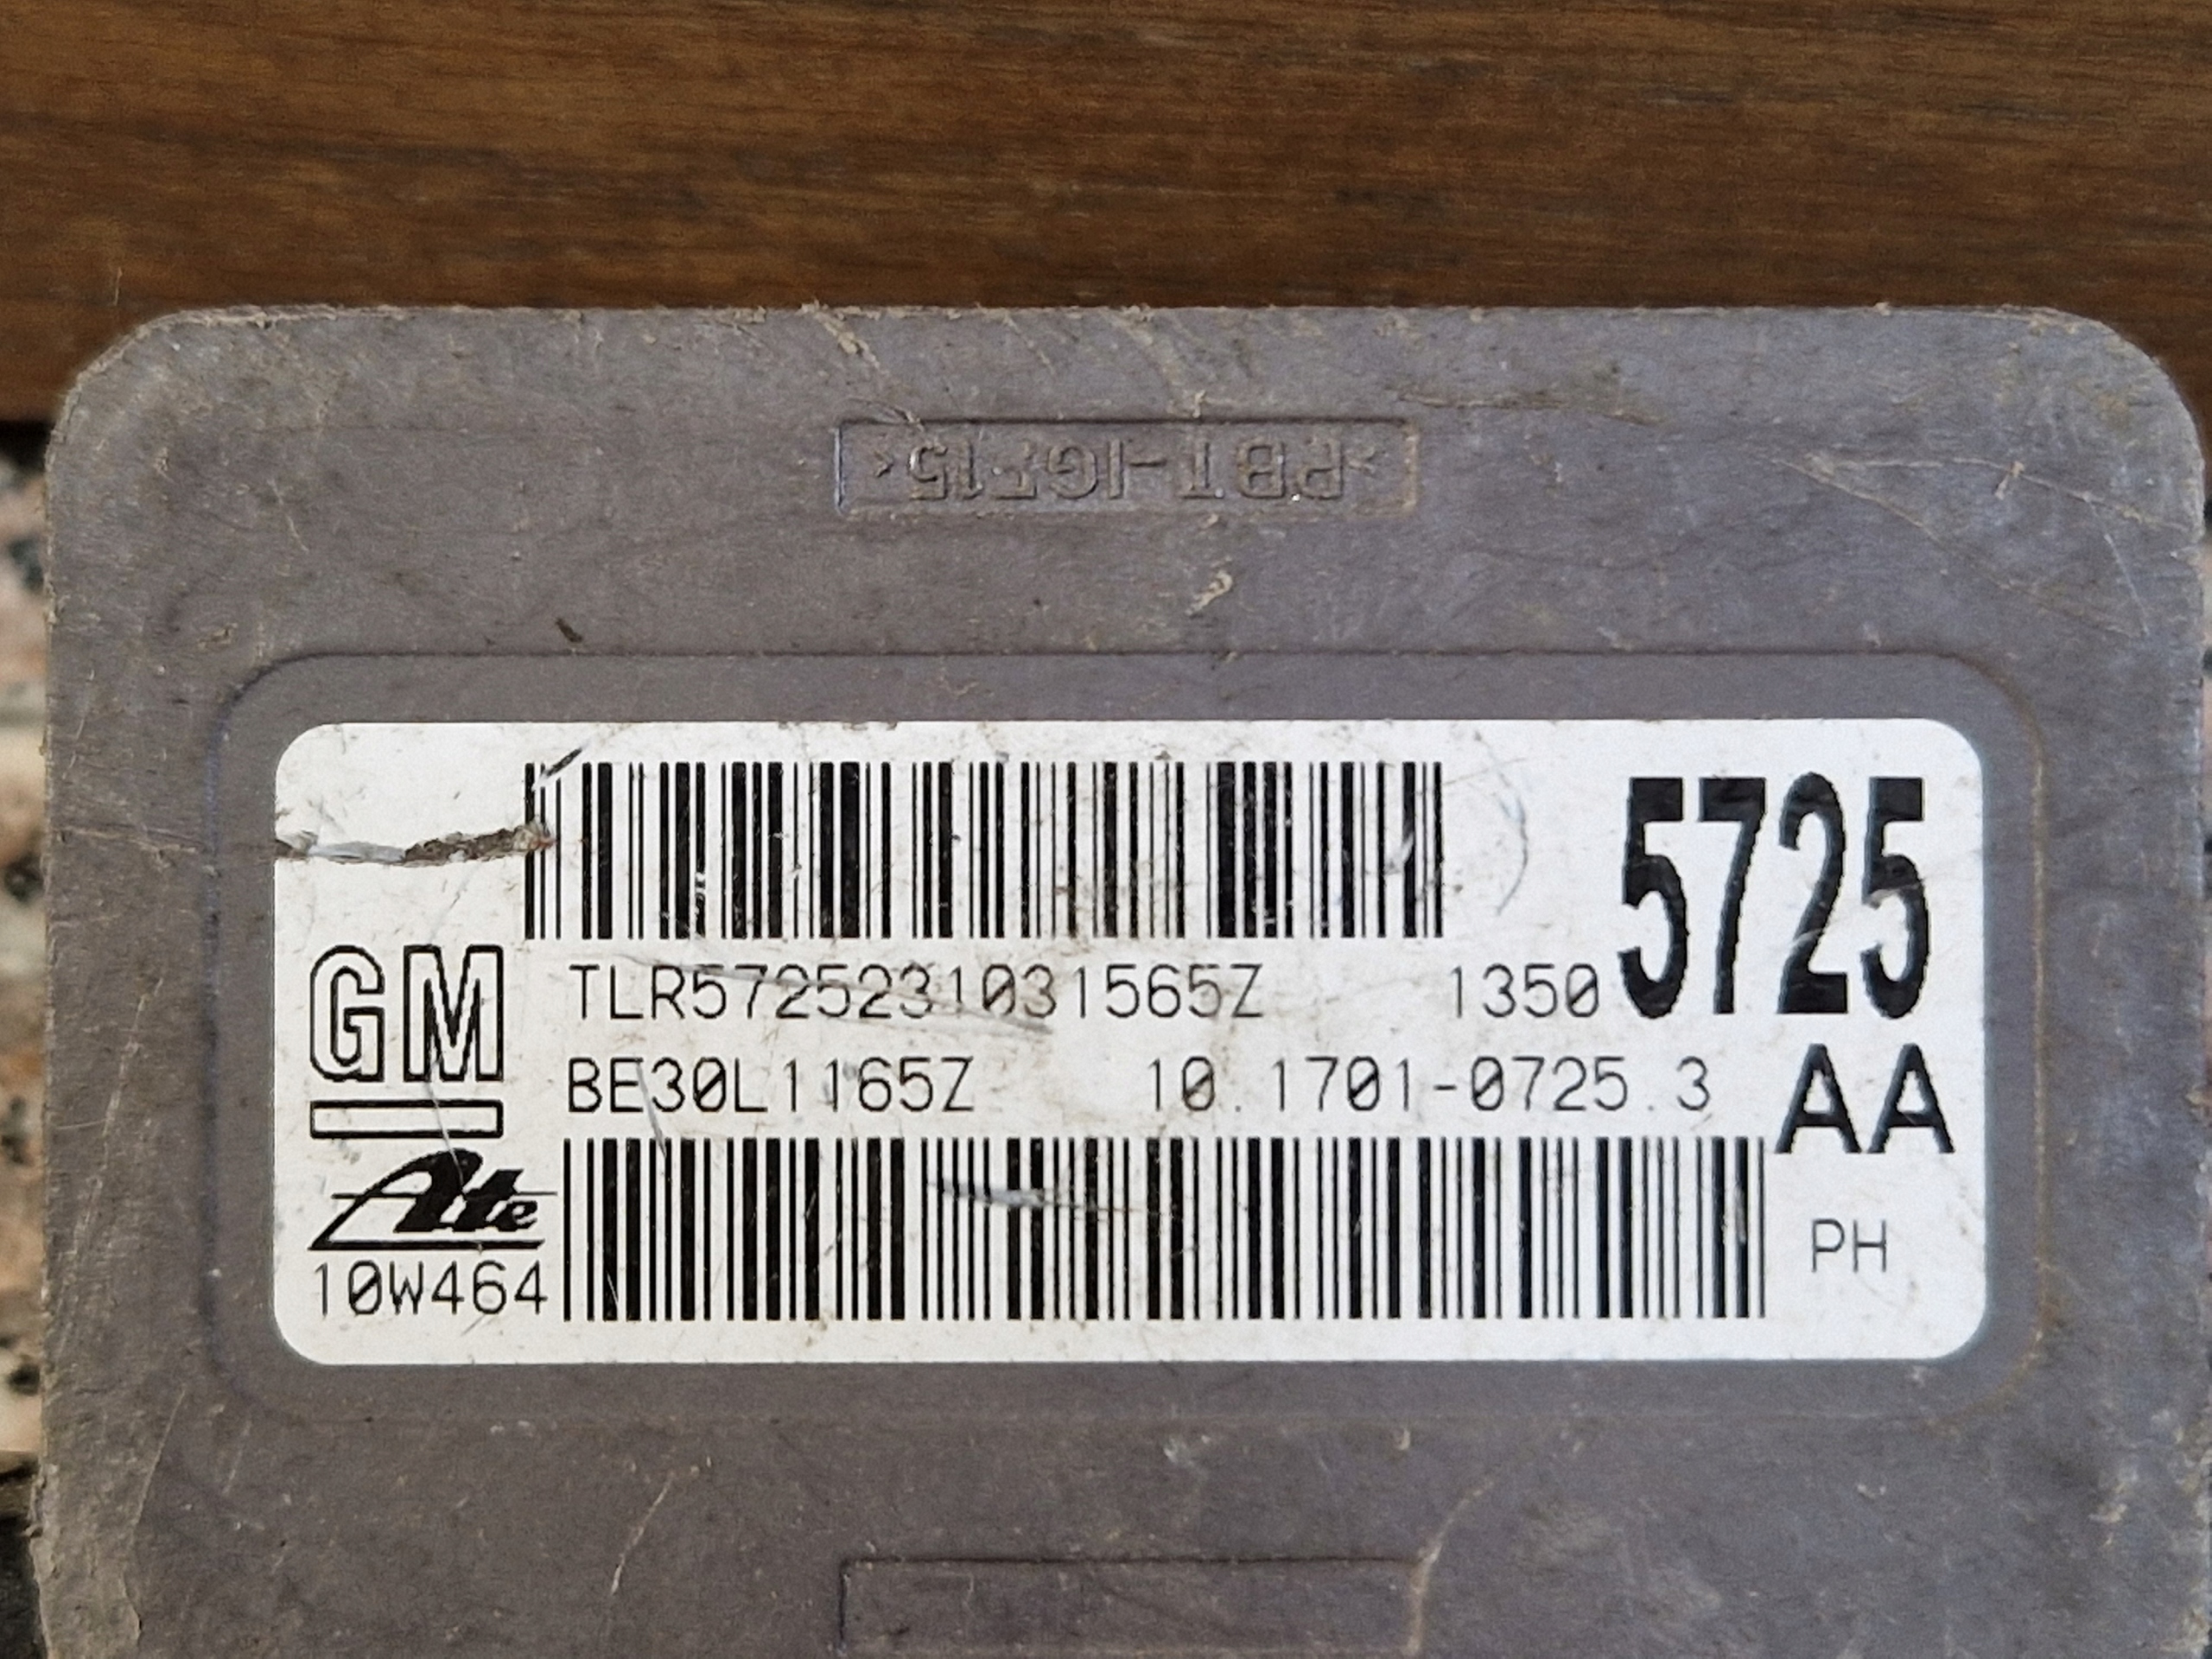 >PBT-IGF15<
5725
GM
TLR5725231031565Z 1350
BE30L1165Z 10.1701-0725.3 AA
Ate
10W464
PH